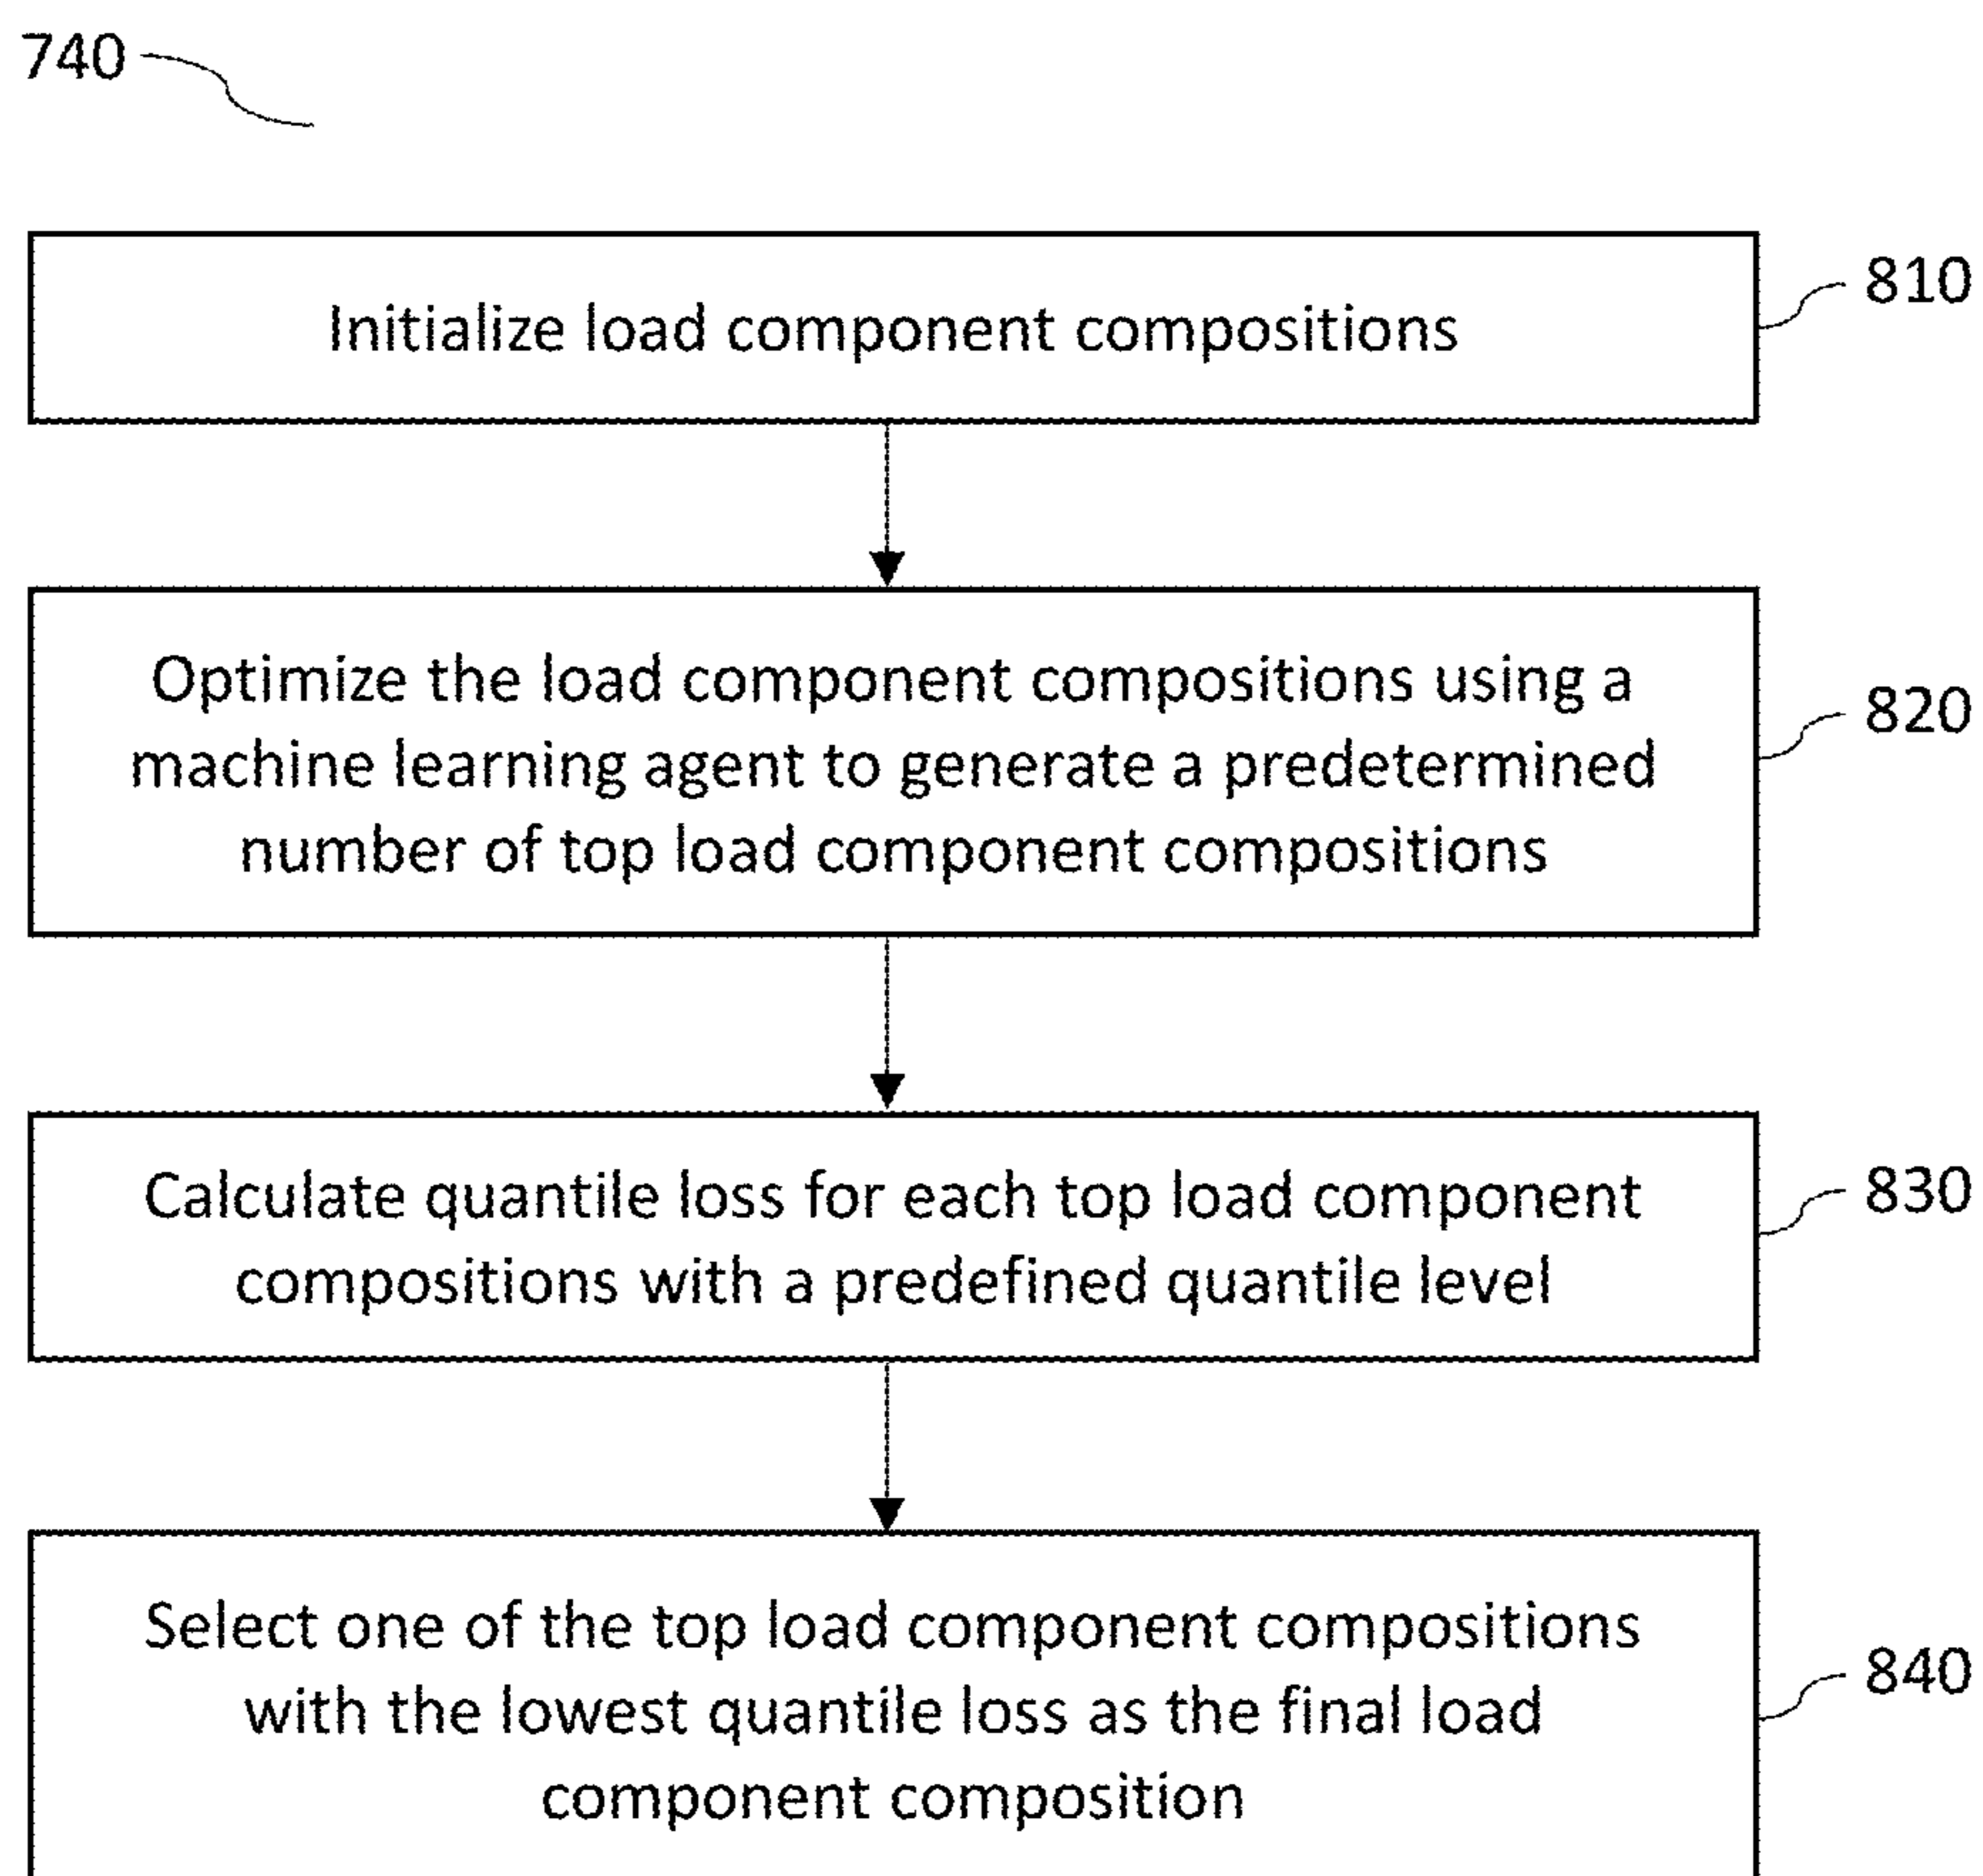 740
Initialize load component compositions
810
Optimize the load component compositions using a
machine learning agent to generate a predetermined
number of top load component compositions
820
Calculate quantile loss for each top load component
compositions with a predefined quantile level
830
Select one of the top load component compositions
with the lowest quantile loss as the final load
component composition
840